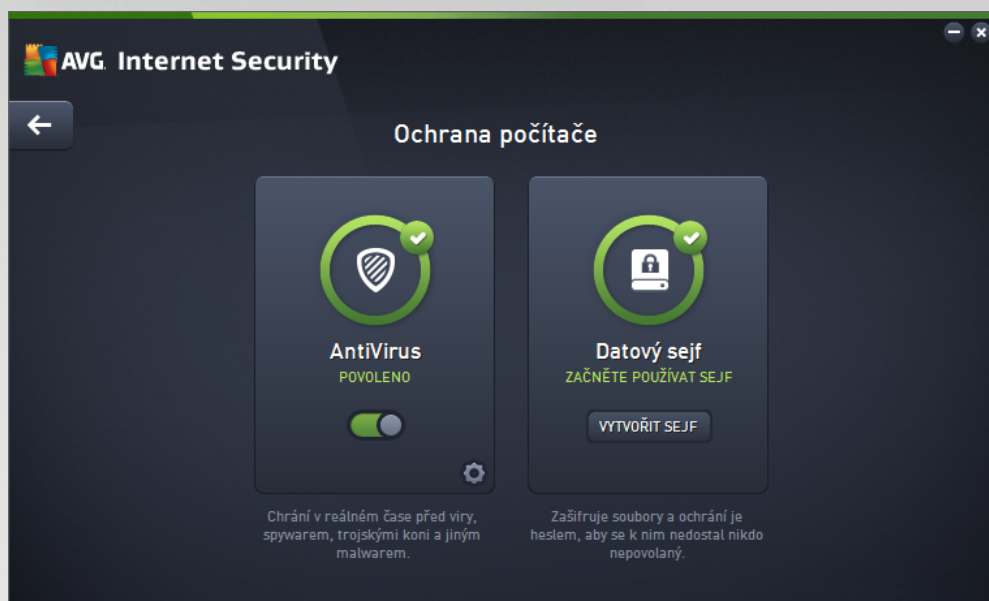 AVG. Internet Security
Ochrana počítače
AntiVirus
POVOLENO
Chrání v reálném čase před viry,
spywarem, trojskými koni a jiným
malwarem.
Datový sejf
ZAČNĚTE POUŽÍVAT SEJF
VYTVOŘIT SEJF
Zašifruje soubory a ochrání je
heslem, aby se k nim nedostal nikdo
nepovolaný.